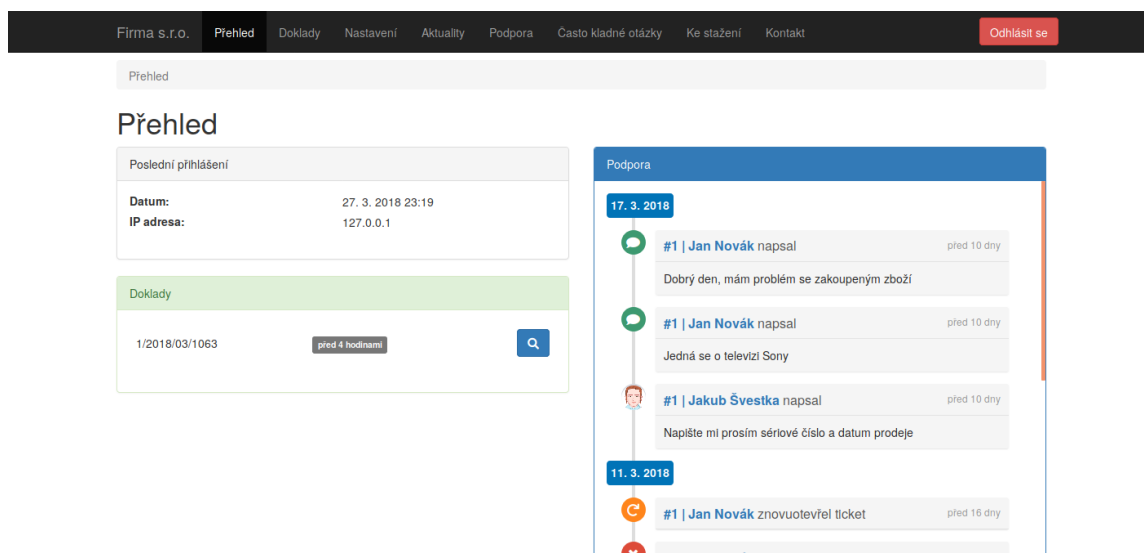 Firma s.r.o. Přehled Doklady Nastavení Aktuality Podpora Často kladné otázky Ke stažení Kontakt Odhlásit se
Přehled
Přehled
Poslední přihlášení
Datum: 27. 3. 2018 23:19
IP adresa: 127.0.0.1
Doklady
1/2018/03/1063 před 4 hodinami
Podpora
17. 3. 2018
#1 | Jan Novák napsal před 10 dny
Dobrý den, mám problém se zakoupeným zboží
#1 | Jan Novák napsal před 10 dny
Jedná se o televizi Sony
#1 | Jakub Švestka napsal před 10 dny
Napište mi prosím sériové číslo a datum prodeje
11. 3. 2018
#1 | Jan Novák znovuotevřel ticket před 16 dny